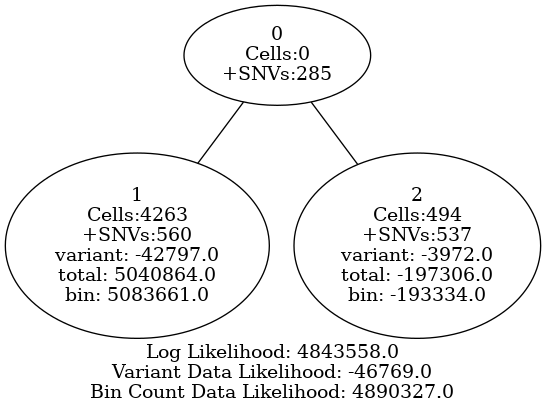 0
Cells:0
+SNVs:285
1
Cells:4263
+SNVs:560
variant: -42797.0
total: 5040864.0
bin: 5083661.0
2
Cells:494
+SNVs:537
variant: -3972.0
total: -197306.0
bin: -193334.0
Log Likelihood: 4843558.0
Variant Data Likelihood: -46769.0
Bin Count Data Likelihood: 4890327.0